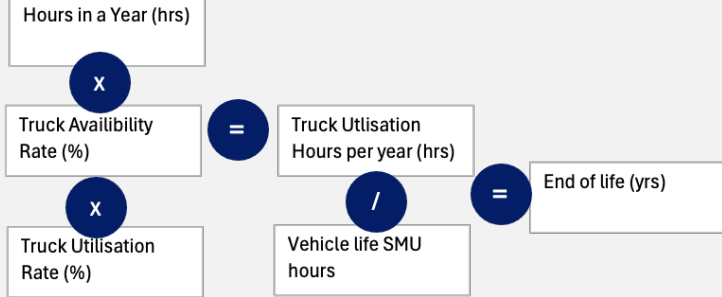 Hours in a Year (hrs)
X
Truck Availibility
Rate (%)
X
Truck Utilisation
Rate (%)
=
Truck Utlisation
Hours per year (hrs)
/
Vehicle life SMU
hours
=
End of life (yrs)